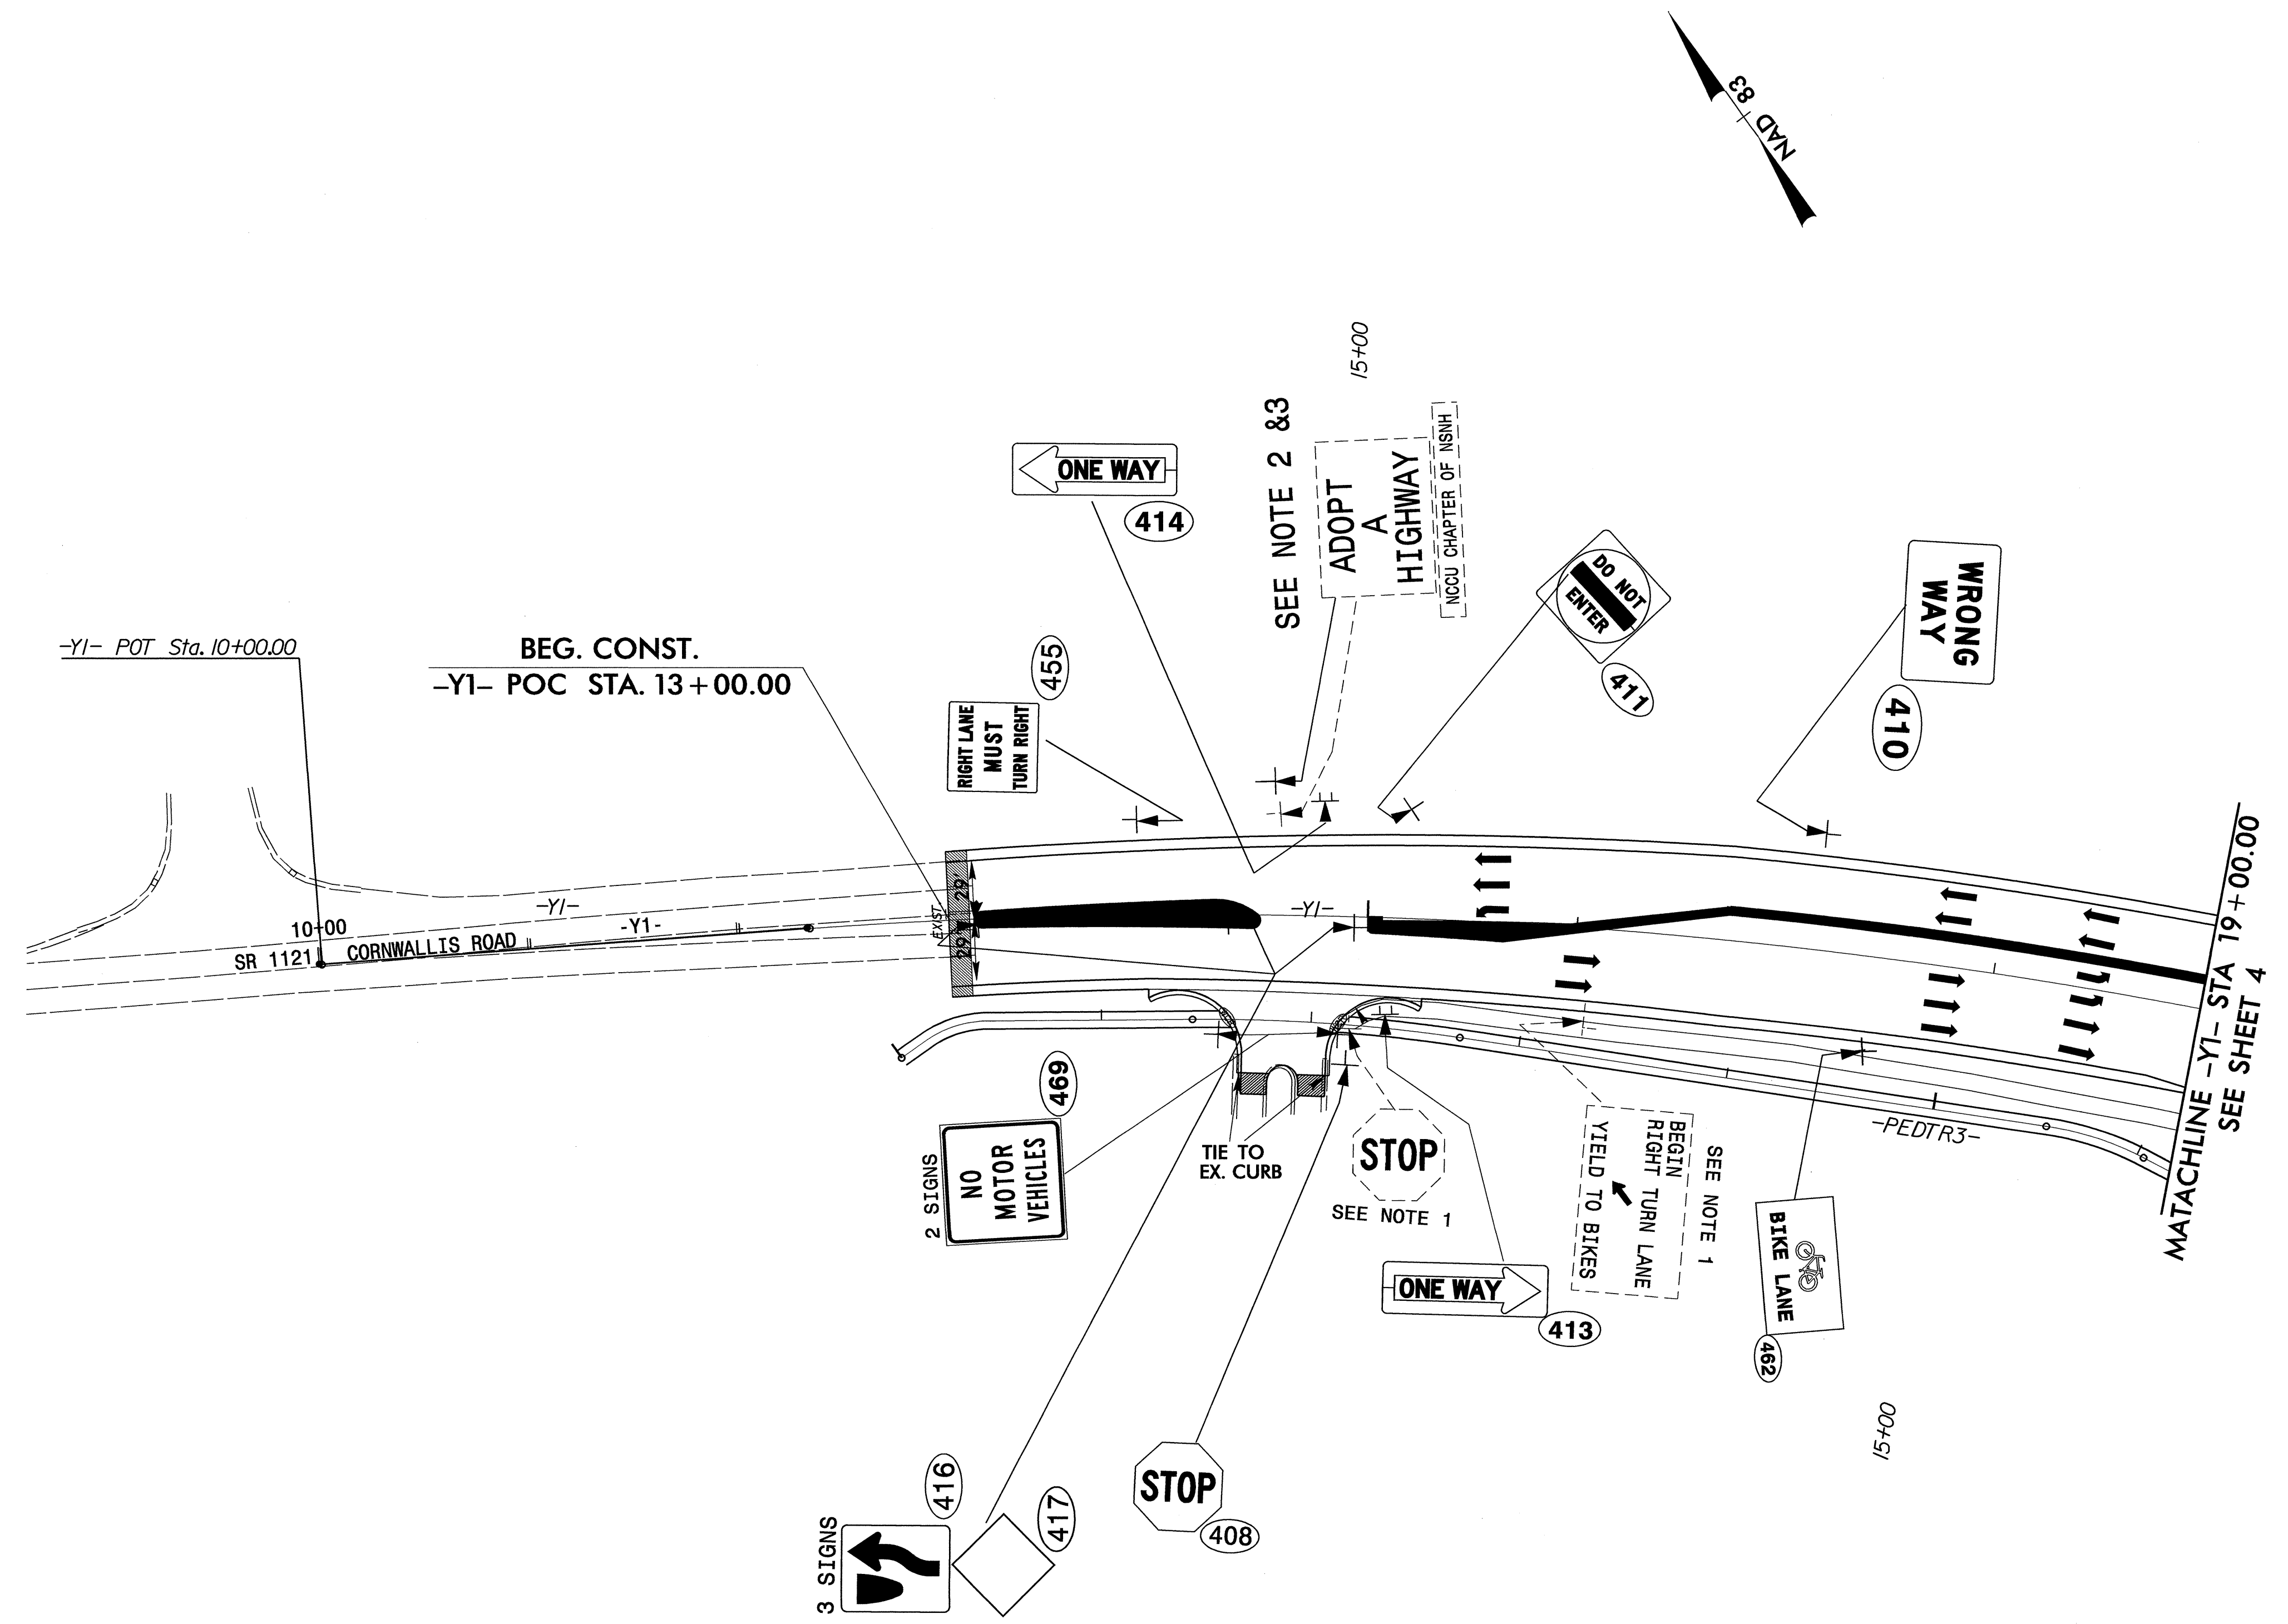 NAD 83
15+00
SEE NOTE 2 &3
ADOPT
A
HIGHWAY
NCCU CHAPTER OF NSNH
ONE WAY
414
DO NOT
ENTER
411
WRONG
WAY
410
-Y1- POT Sta. 10+00.00
BEG. CONST.
-Y1- POC STA. 13+00.00
455
RIGHT LANE
MUST
TURN RIGHT
-Y1-
10+00
-Y1-
SR 1121
CORNWALLIS ROAD
EXIST.
29'
29'
-Y1-
MATACHLINE -Y1- STA 19+00.00
SEE SHEET 4
469
2 SIGNS
NO
MOTOR
VEHICLES
TIE TO
EX. CURB
STOP
SEE NOTE 1
BEGIN
RIGHT TURN LANE
YIELD TO BIKES
SEE NOTE 1
-PEDTR3-
BIKE LANE
462
ONE WAY
413
15+00
3 SIGNS
416
417
STOP
408